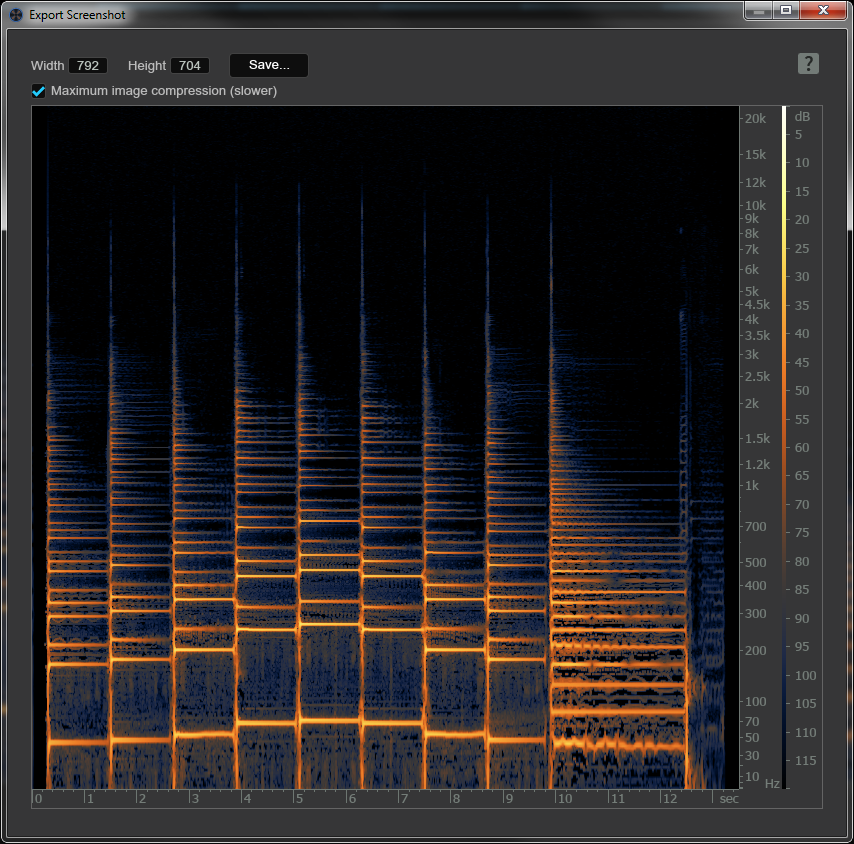 Export Screenshot
Width 792 Height 704 Save... ?
Maximum image compression (slower)
20k
15k
12k
10k
9k
8k
7k
6k
5k
4.5k
4k
3.5k
3k
2.5k
2k
1.5k
1.2k
1k
700
500
400
300
200
100
70
50
30
10
Hz
dB
5
10
15
20
25
30
35
40
45
50
55
60
65
70
75
80
85
90
95
100
105
110
115
0 1 2 3 4 5 6 7 8 9 10 11 12 sec